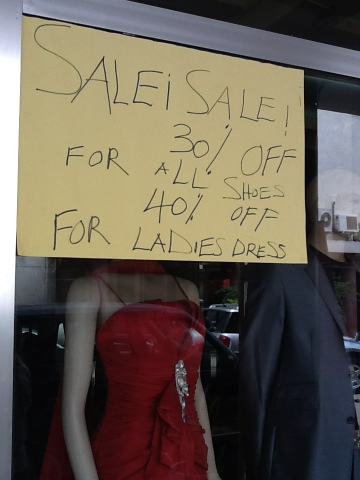 SALE! SALE!
30% OFF
FOR ALL SHOES
40% OFF
FOR LADIES DRESS